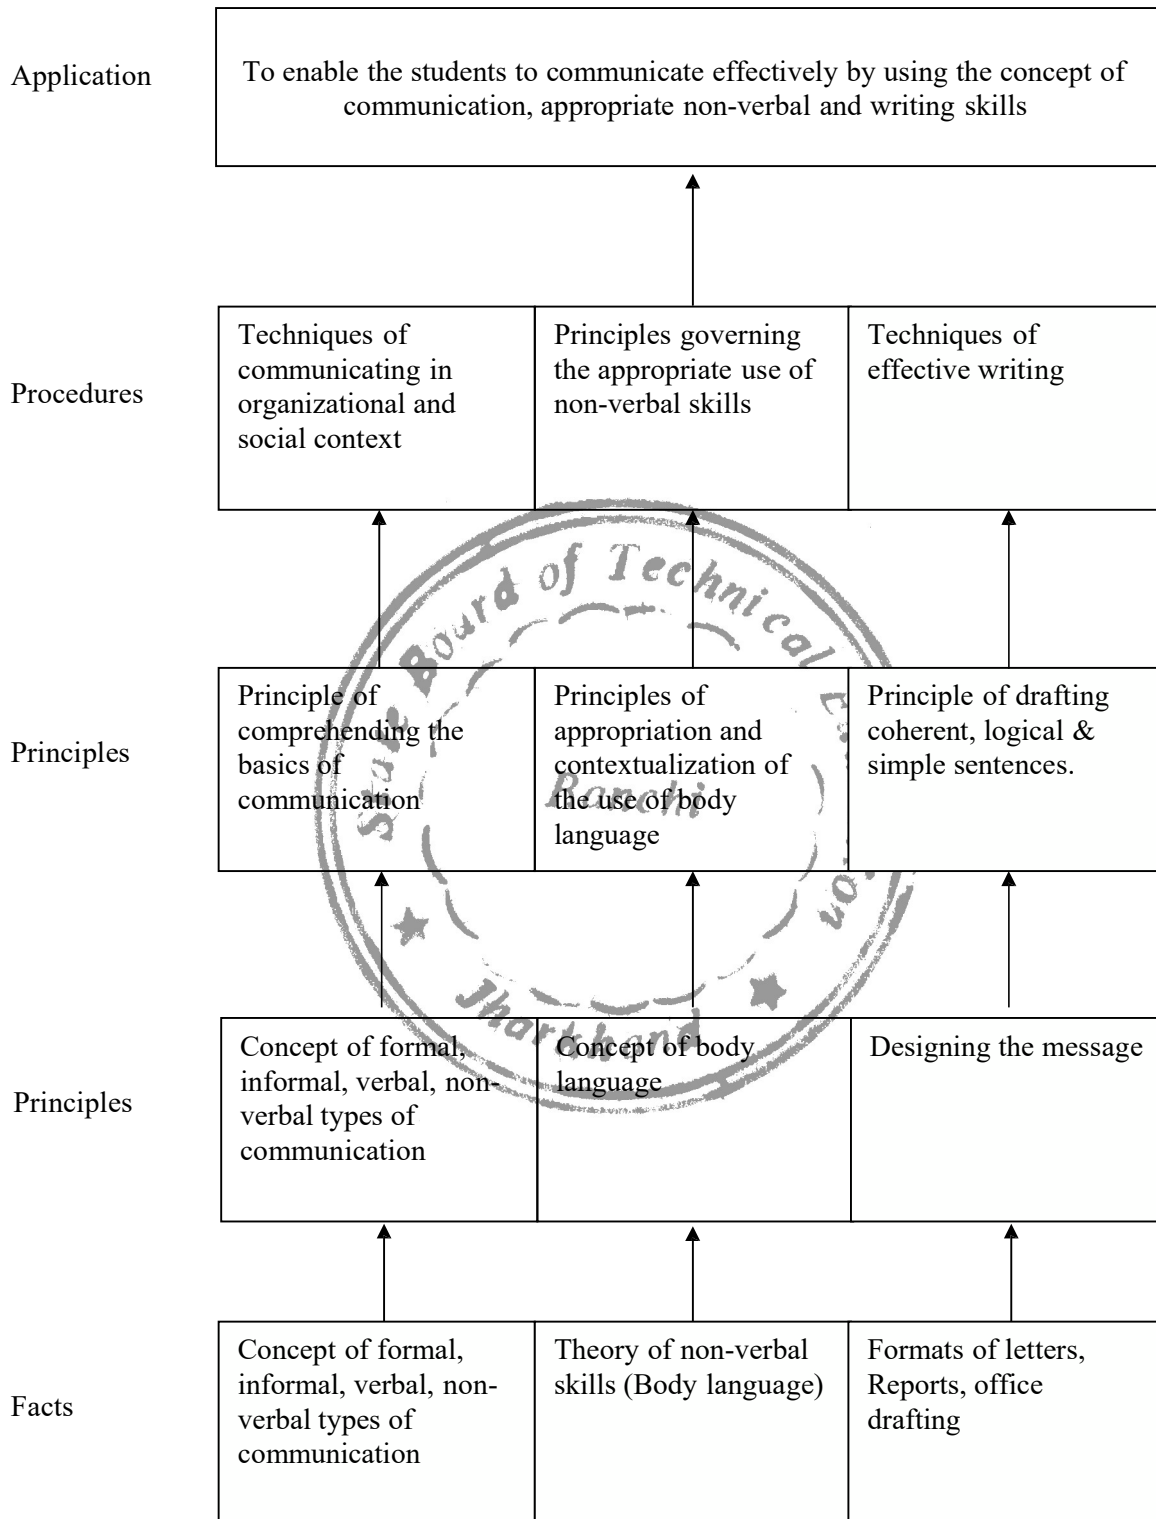 Application
To enable the students to communicate effectively by using the concept of
communication, appropriate non-verbal and writing skills
Procedures
Techniques of
communicating in
organizational and
social context
Principles governing
the appropriate use of
non-verbal skills
Techniques of
effective writing
Principles
Principle of
comprehending the
basics of
communication
Principles of
appropriation and
contextualization of
the use of body
language
Principle of drafting
coherent, logical &
simple sentences.
Principles
Concept of formal,
informal, verbal, non-
verbal types of
communication
Concept of body
language
Designing the message
Facts
Concept of formal,
informal, verbal, non-
verbal types of
communication
Theory of non-verbal
skills (Body language)
Formats of letters,
Reports, office
drafting
State Board of Technical
Ranchi
Jharkhand